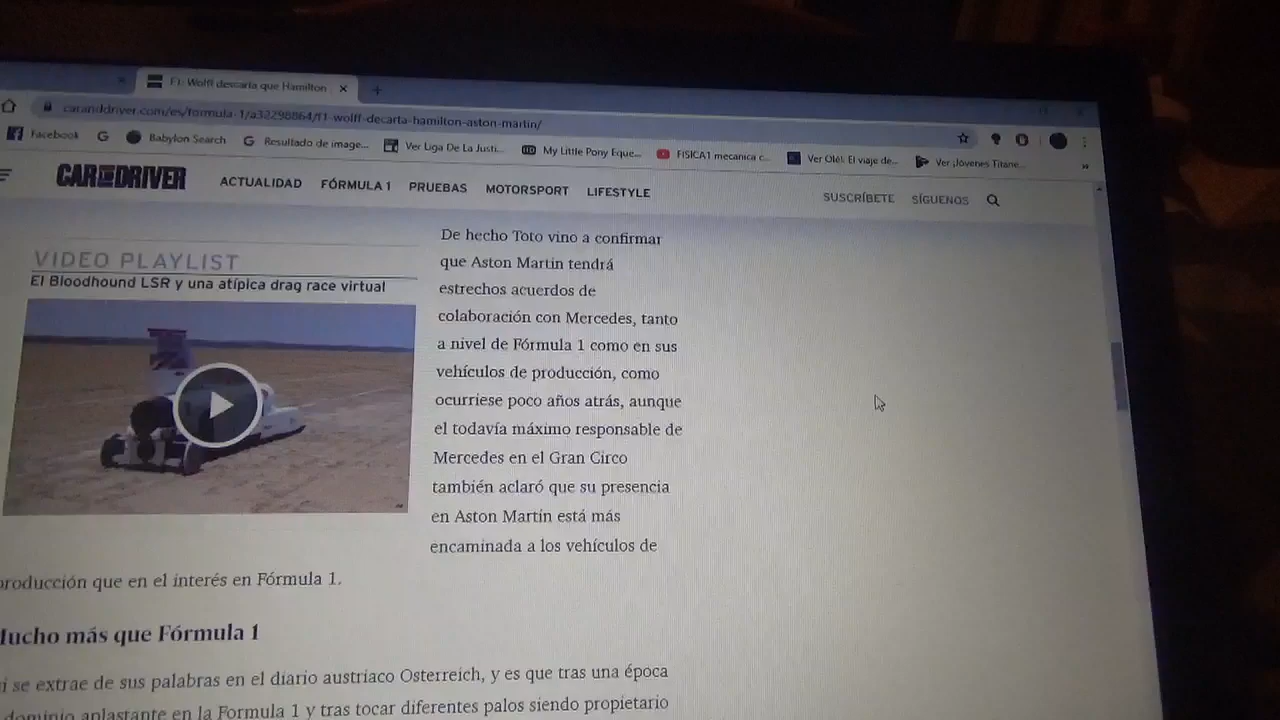 F1: Wolff descarta que Hamilton
caranddriver.com/es/formula-1/a32298864/f1-wolff-decarta-hamilton-aston-martin/
Facebook
Babylon Search
Resultado de image...
Ver Liga De La Justi...
My Little Pony Eque...
FISICA1 mecanica c...
Ver Olé!: El viaje de...
Ver ¡Jóvenes Titane...
CAR AND DRIVER
ACTUALIDAD
FÓRMULA 1
PRUEBAS
MOTORSPORT
LIFESTYLE
SUSCRÍBETE
SÍGUENOS
VIDEO PLAYLIST
El Bloodhound LSR y una atípica drag race virtual
De hecho Toto vino a confirmar
que Aston Martin tendrá
estrechos acuerdos de
colaboración con Mercedes, tanto
a nivel de Fórmula 1 como en sus
vehículos de producción, como
ocurriese poco años atrás, aunque
el todavía máximo responsable de
Mercedes en el Gran Circo
también aclaró que su presencia
en Aston Martín está más
encaminada a los vehículos de
producción que en el interés en Fórmula 1.
Mucho más que Fórmula 1
se extrae de sus palabras en el diario austriaco Osterreich, y es que tras una época
dominio aplastante en la Formula 1 y tras tocar diferentes palos siendo propietario